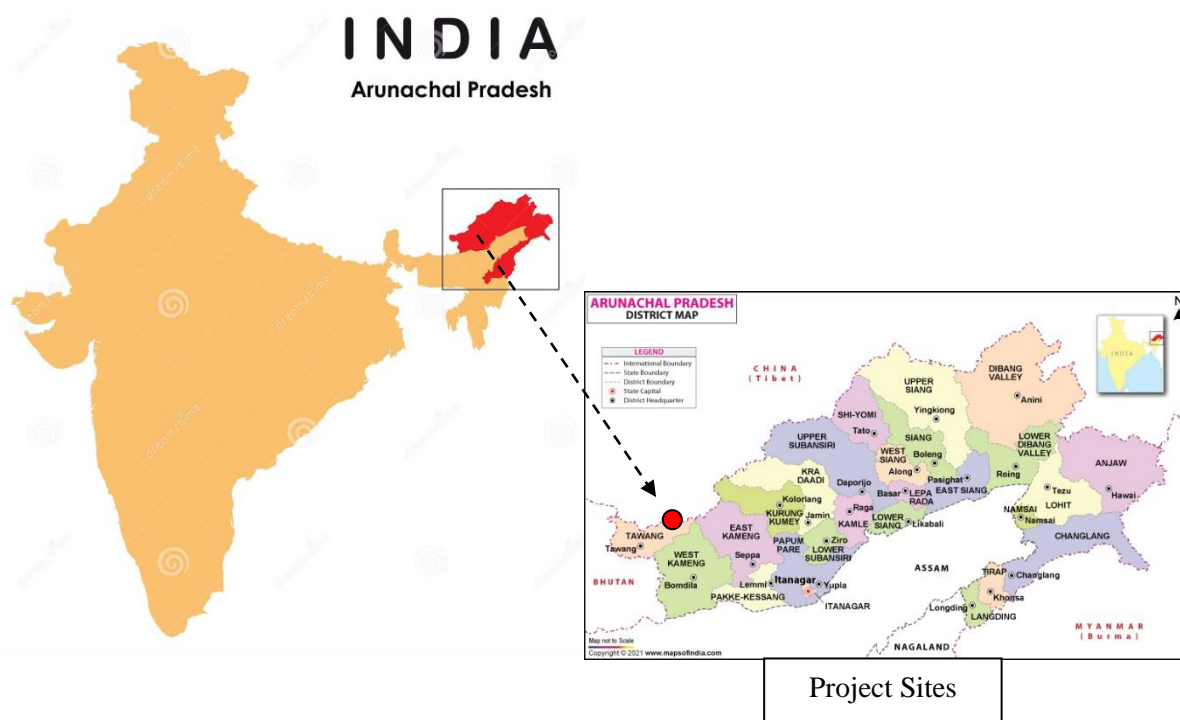 INDIA
Arunachal Pradesh
dreamstime
dreamstime
dreamstime
dreamstime
ARUNACHAL PRADESH
DISTRICT MAP
N
LEGEND
International Boundary
State Boundary
District Boundary
State Capital
District Headquarter
INDIA
CHINA
(Tibet)
DIBANG
VALLEY
Anini
UPPER
SIANG
Yingkiong
SHI-YOMI
Tato
SIANG
Boleng
UPPER
SUBANSIRI
Daporijo
WEST
SIANG
Along
LOWER
DIBANG
VALLEY
Roing
ANJAW
Hawai
KRA
DAADI
Jamin
Pasighat
EAST SIANG
Tezu
LOHIT
Basar
LEPA
RADA
Koloriang
KURUNG
KUMEY
Raga
KAMLE
LOWER
SIANG
Likabali
NAMSAI
Namsai
TAWANG
Tawang
EAST
KAMENG
Seppa
PAPUM
PARE
Ziro
LOWER
SUBANSIRI
CHANGLANG
Changlang
WEST
KAMENG
Bomdila
BHUTAN
Lemmi
Itanagar
Yupia
PAKKE-KESSANG
ITANAGAR
ASSAM
TIRAP
Khonsa
Longding
LANGDING
MYANMAR
(Burma)
NAGALAND
Map not to Scale
Copyright © 2021 www.mapsofindia.com
Project Sites